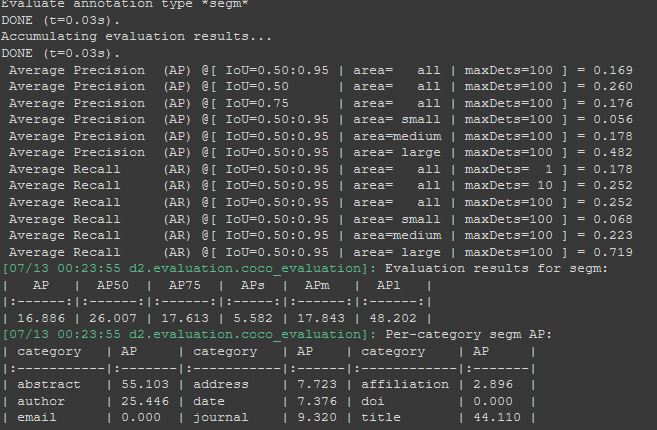 Evaluate annotation type *segm*
DONE (t=0.03s).
Accumulating evaluation results...
DONE (t=0.03s).
Average Precision  (AP) @[ IoU=0.50:0.95 | area=   all | maxDets=100 ] = 0.169
Average Precision  (AP) @[ IoU=0.50      | area=   all | maxDets=100 ] = 0.260
Average Precision  (AP) @[ IoU=0.75      | area=   all | maxDets=100 ] = 0.176
Average Precision  (AP) @[ IoU=0.50:0.95 | area= small | maxDets=100 ] = 0.056
Average Precision  (AP) @[ IoU=0.50:0.95 | area=medium | maxDets=100 ] = 0.178
Average Precision  (AP) @[ IoU=0.50:0.95 | area= large | maxDets=100 ] = 0.482
Average Recall     (AR) @[ IoU=0.50:0.95 | area=   all | maxDets=  1 ] = 0.178
Average Recall     (AR) @[ IoU=0.50:0.95 | area=   all | maxDets= 10 ] = 0.252
Average Recall     (AR) @[ IoU=0.50:0.95 | area=   all | maxDets=100 ] = 0.252
Average Recall     (AR) @[ IoU=0.50:0.95 | area= small | maxDets=100 ] = 0.068
Average Recall     (AR) @[ IoU=0.50:0.95 | area=medium | maxDets=100 ] = 0.223
Average Recall     (AR) @[ IoU=0.50:0.95 | area= large | maxDets=100 ] = 0.719
[07/13 00:23:55 d2.evaluation.coco_evaluation]: Evaluation results for segm:
|   AP   |  AP50  |  AP75  |  APs  |  APm   |  APl   |
|:------:|:------:|:------:|:-----:|:------:|:------:|
| 16.886 | 26.007 | 17.613 | 5.582 | 17.843 | 48.202 |
[07/13 00:23:55 d2.evaluation.coco_evaluation]: Per-category segm AP:
| category   | AP     | category   | AP    | category    | AP     |
|:-----------|:-------|:-----------|:------|:------------|:-------|
| abstract   | 55.103 | address    | 7.723 | affiliation | 2.896  |
| author     | 25.446 | date       | 7.376 | doi         | 0.000  |
| email      | 0.000  | journal    | 9.320 | title       | 44.110 |